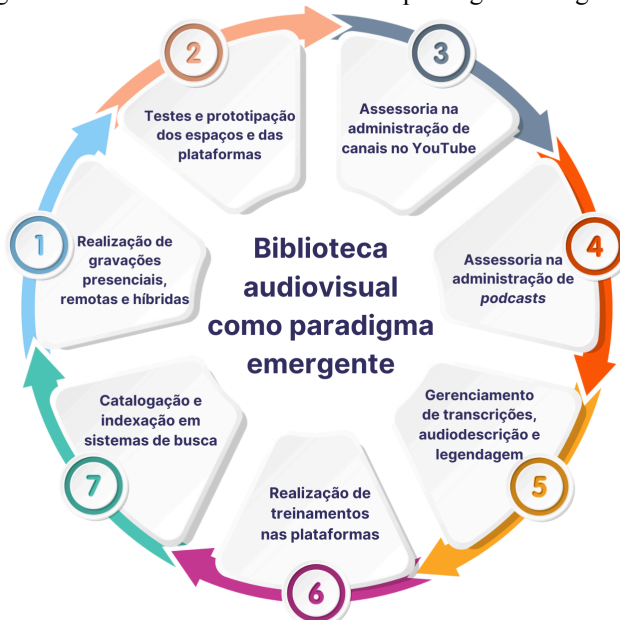 Biblioteca
audiovisual
como paradigma
emergente
1
Realização de
gravações
presenciais,
remotas e híbridas
2
Testes e prototipação
dos espaços e das
plataformas
3
Assessoria na
administração de
canais no YouTube
4
Assessoria na
administração de
podcasts
5
Gerenciamento
de transcrições,
audiodescrição e
legendagem
6
Realização de
treinamentos
nas plataformas
7
Catalogação e
indexação em
sistemas de busca